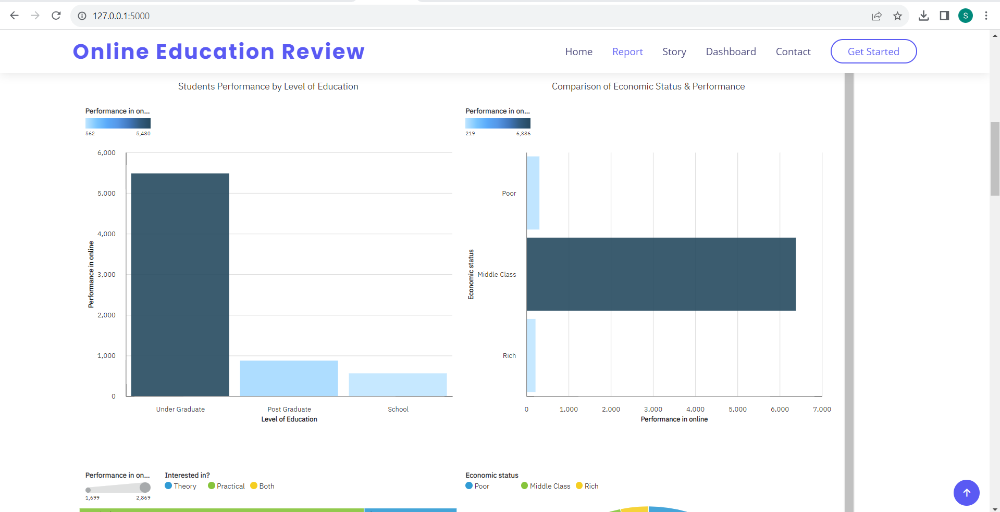 127.0.0.1:5000
S
Online Education Review
Home Report Story Dashboard Contact Get Started
Students Performance by Level of Education
Performance in on...
562 5,480
6,000
5,000
4,000
3,000
2,000
1,000
0
Performance in online
Under Graduate Post Graduate School
Level of Education
Comparison of Economic Status & Performance
Performance in on...
219 6,386
Economic status
Poor
Middle Class
Rich
0 1,000 2,000 3,000 4,000 5,000 6,000 7,000
Performance in online
Performance in on...
1,699 2,869
Interested in?
Theory Practical Both
Economic status
Poor Middle Class Rich